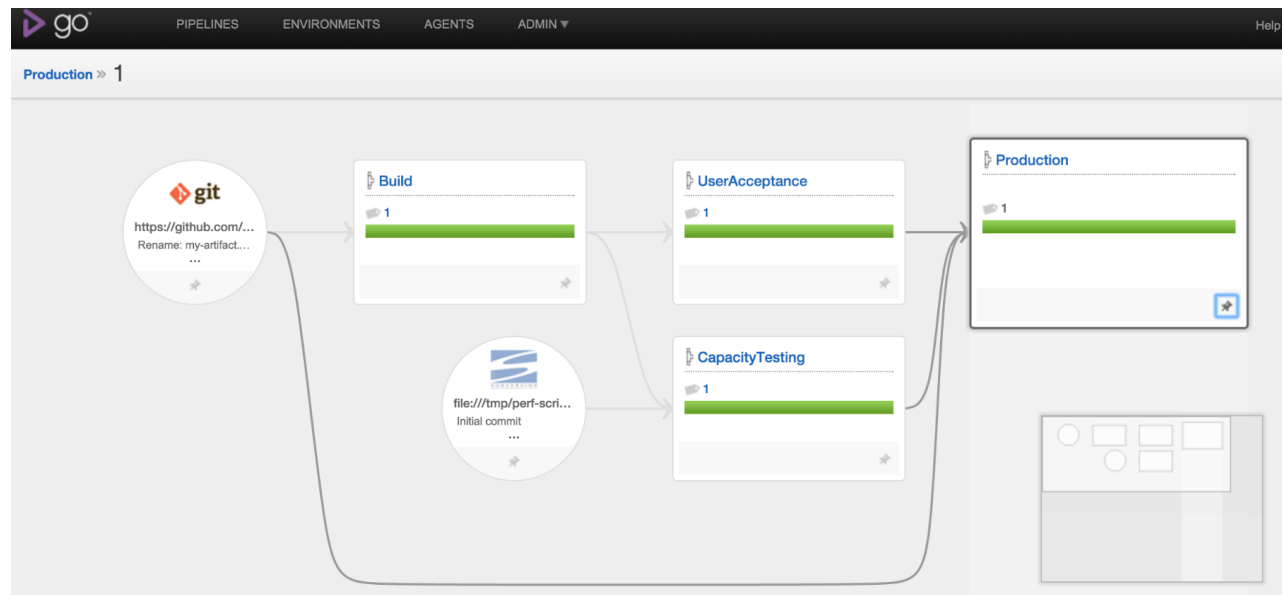 go
PIPELINES ENVIRONMENTS AGENTS ADMIN ▼ Help
Production » 1
git
https://github.com/...
Rename: my-artifact....
...
Build
1
UserAcceptance
1
Production
1
SUBVERSION
file:///tmp/perf-scri...
Initial commit
...
CapacityTesting
1